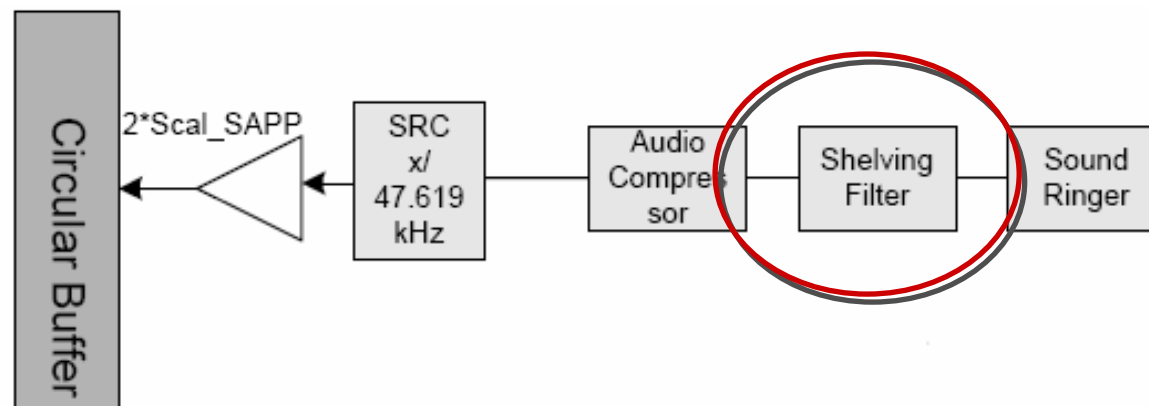 Circular Buffer
2*Scal_SAPP
SRC
x/
47.619
kHz
Audio
Compres
sor
Shelving
Filter
Sound
Ringer